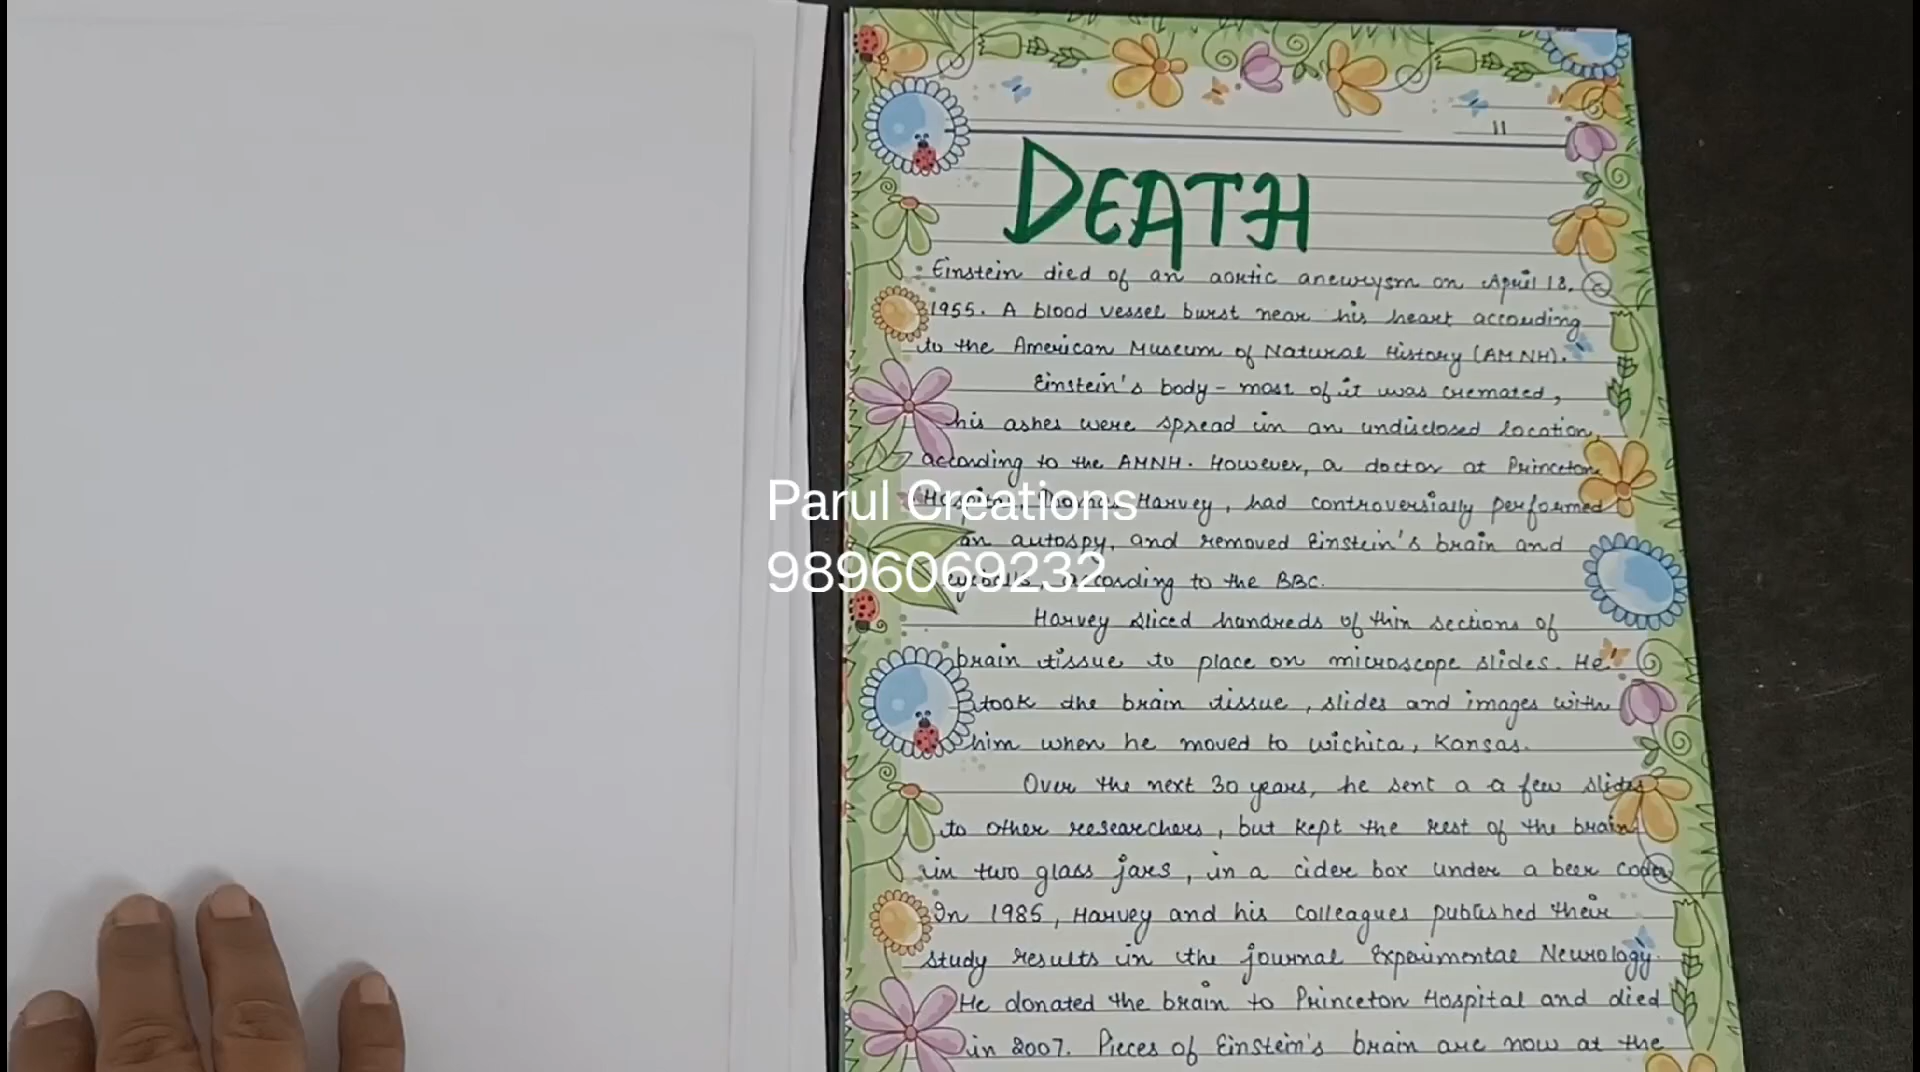 11
DEATH
Einstein died of an aortic aneurysm on April 18,
1955. A blood vessel burst near his heart according
to the American Museum of Natural History (AMNH).
Einstein's body - most of it was cremated,
his ashes were spread in an undisclosed location,
according to the AMNH. However, a doctor at Princeton
Hospital, Thomas Harvey, had controversially performed
an autospy, and removed Einstein's brain and
eyeballs, according to the BBC.
Parul Creations
9896069232
Harvey sliced hundreds of thin sections of
brain tissue to place on microscope slides. He
took the brain tissue, slides and images with
him when he moved to Wichita, Kansas.
Over the next 30 years, he sent a a few slides
to other researchers, but kept the rest of the brain
in two glass jars, in a cider box under a beer
In 1985, Harvey and his colleagues published their
study results in the journal Experimental Neurology.
He donated the brain to Princeton Hospital and died
in 2007. Pieces of Einstein's brain are now at the